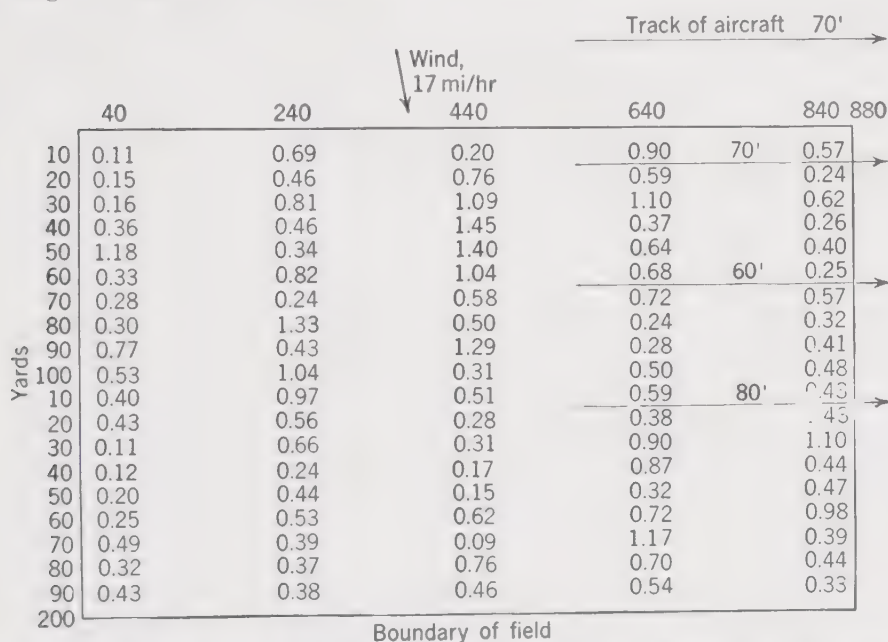 Track of aircraft 70'
Wind,
17 mi/hr
40 240 440 640 840 880
10 0.11 0.69 0.20 0.90 70' 0.57
20 0.15 0.46 0.76 0.59 0.24
30 0.16 0.81 1.09 1.10 0.62
40 0.36 0.46 1.45 0.37 0.26
50 1.18 0.34 1.40 0.64 0.40
60 0.33 0.82 1.04 0.68 60' 0.25
70 0.28 0.24 0.58 0.72 0.57
80 0.30 1.33 0.50 0.24 0.32
90 0.77 0.43 1.29 0.28 0.41
Yards
100 0.53 1.04 0.31 0.50 0.48
10 0.40 0.97 0.51 0.59 80'
20 0.43 0.56 0.28 0.38
30 0.11 0.66 0.31 0.90 1.10
40 0.12 0.24 0.17 0.87 0.44
50 0.20 0.44 0.15 0.32 0.47
60 0.25 0.53 0.62 0.72 0.98
70 0.49 0.39 0.09 1.17 0.39
80 0.32 0.37 0.76 0.70 0.44
90 0.43 0.38 0.46 0.54 0.33
200
Boundary of field